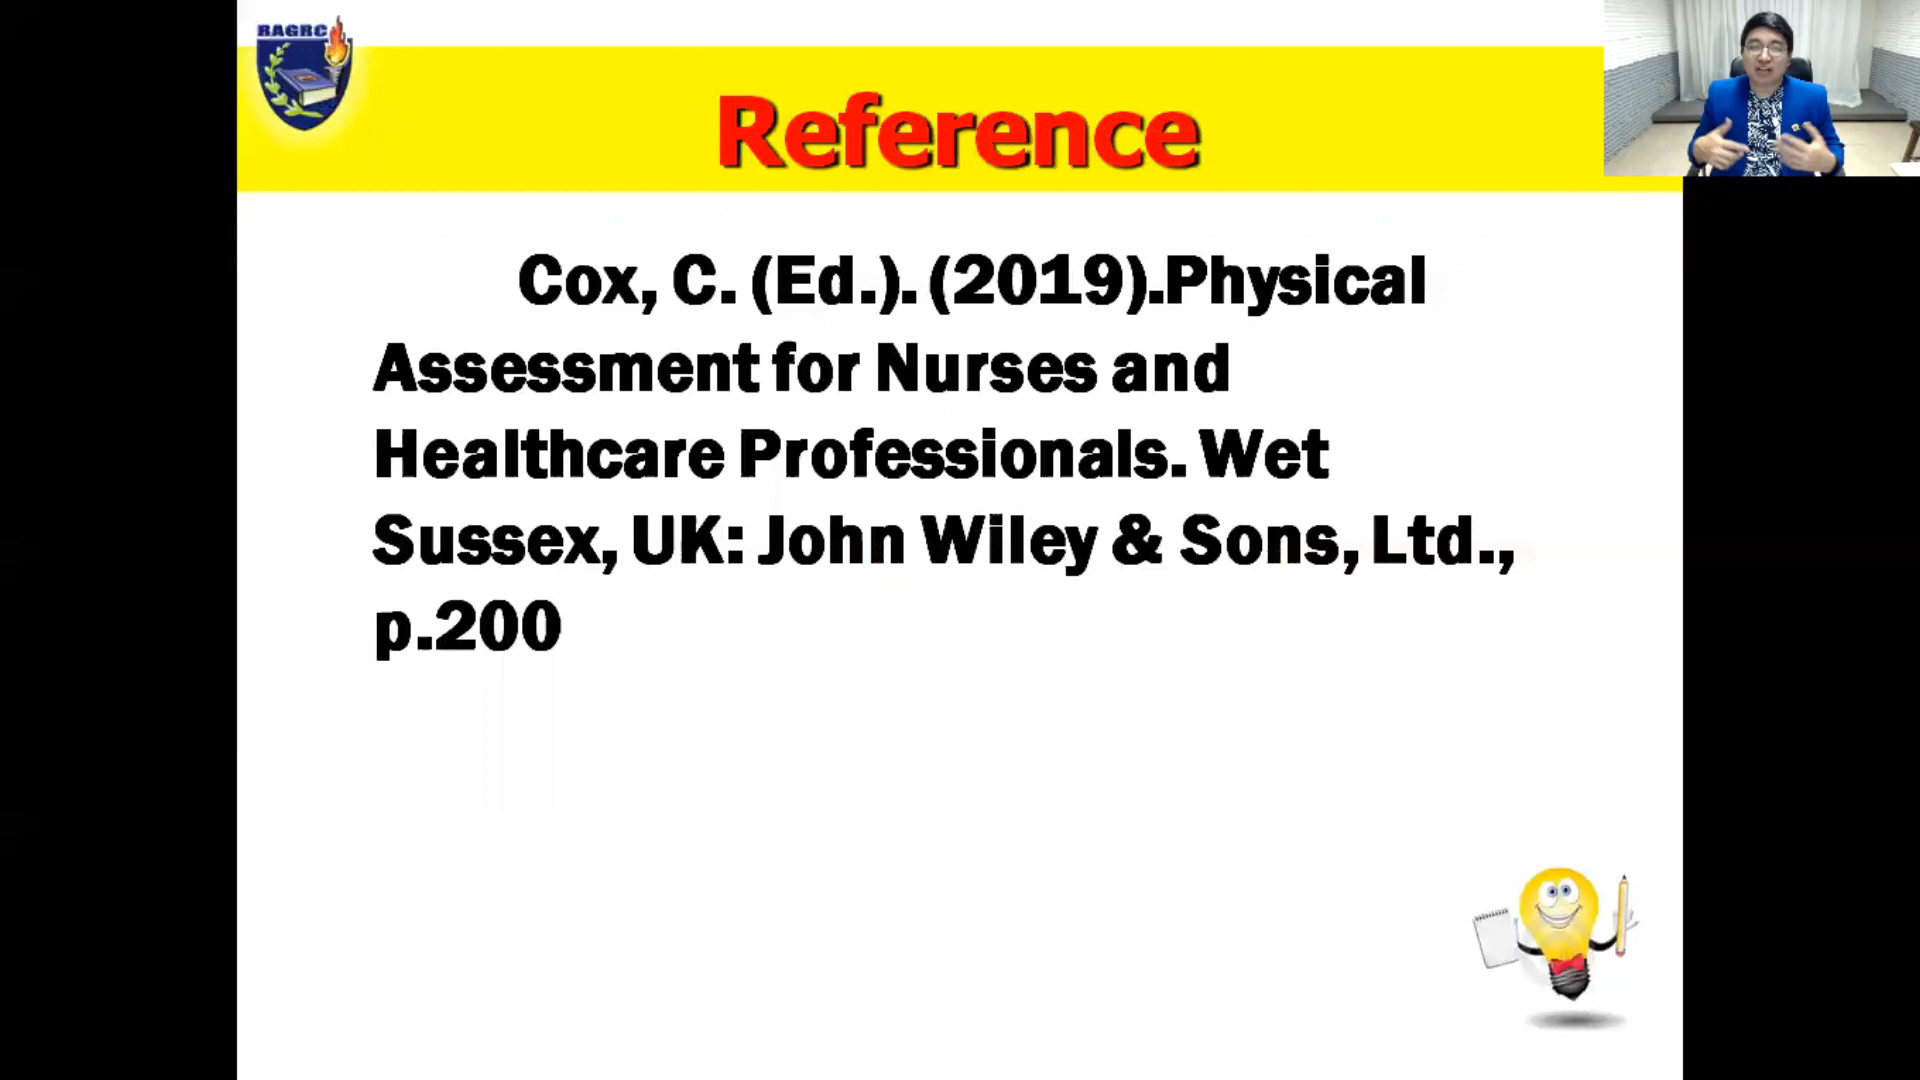 RAGRC
Reference
Cox, C. (Ed.). (2019).Physical
Assessment for Nurses and
Healthcare Professionals. Wet
Sussex, UK: John Wiley & Sons, Ltd.,
p.200